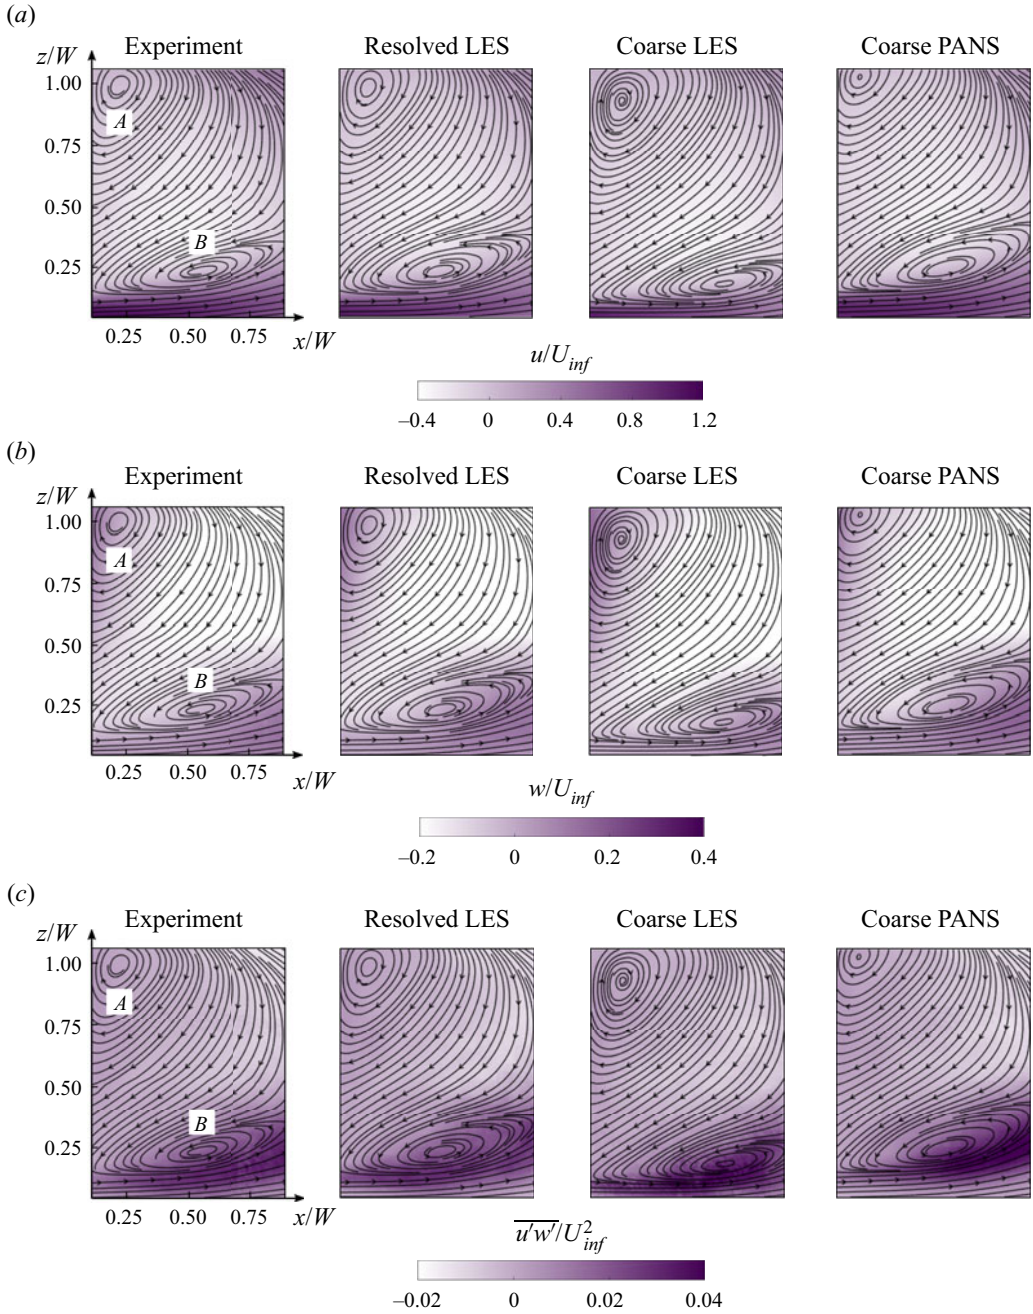 (a)
Experiment Resolved LES Coarse LES Coarse PANS
z/W
1.00
A
0.75
0.50
B
0.25
0.25 0.50 0.75 x/W
u/U_inf
–0.4 0 0.4 0.8 1.2
(b)
Experiment Resolved LES Coarse LES Coarse PANS
z/W
1.00
A
0.75
0.50
B
0.25
0.25 0.50 0.75 x/W
w/U_inf
–0.2 0 0.2 0.4
(c)
Experiment Resolved LES Coarse LES Coarse PANS
z/W
1.00
A
0.75
0.50
B
0.25
0.25 0.50 0.75 x/W
u′w′/U²_inf
–0.02 0 0.02 0.04